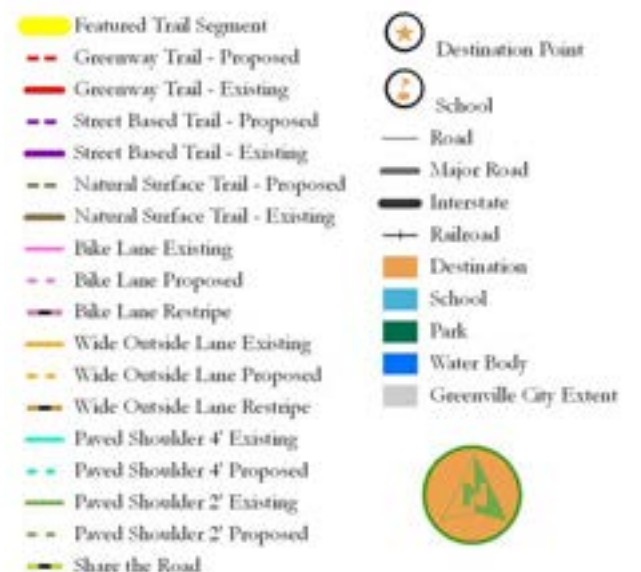 Featured Trail Segment
Greenway Trail - Proposed
Greenway Trail - Existing
Street Based Trail - Proposed
Street Based Trail - Existing
Natural Surface Trail - Proposed
Natural Surface Trail - Existing
Bike Lane Existing
Bike Lane Proposed
Bike Lane Restripe
Wide Outside Lane Existing
Wide Outside Lane Proposed
Wide Outside Lane Restripe
Paved Shoulder 4' Existing
Paved Shoulder 4' Proposed
Paved Shoulder 2' Existing
Paved Shoulder 2' Proposed
Share the Road
Destination Point
School
Road
Major Road
Interstate
Railroad
Destination
School
Park
Water Body
Greenville City Extent